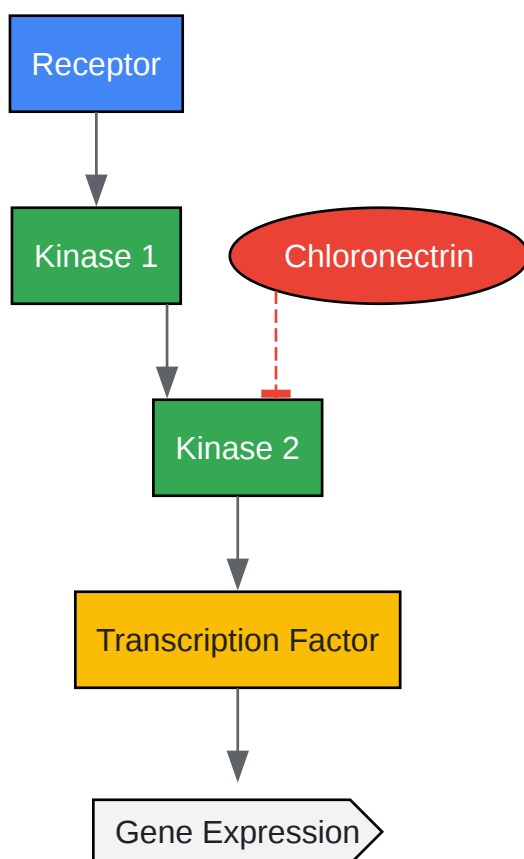 Receptor
Kinase 1
Chloronectrin
Kinase 2
Transcription Factor
Gene Expression